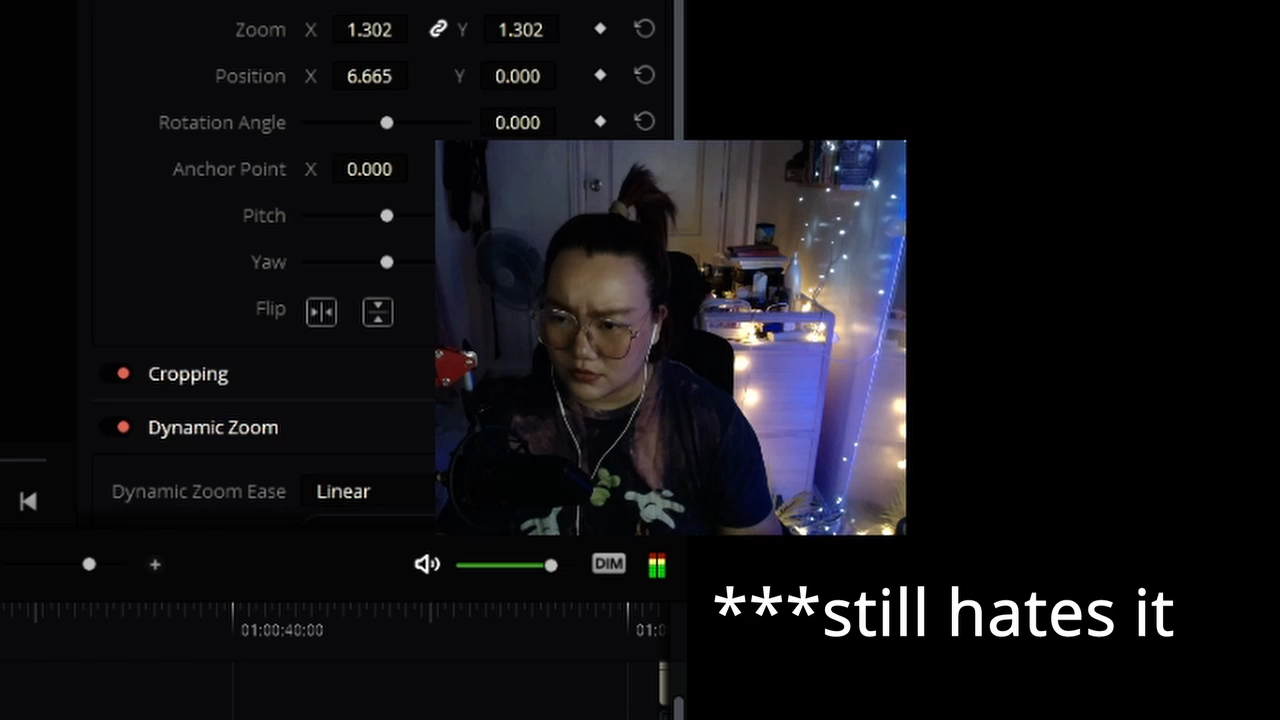 Zoom X 1.302 Y 1.302
Position X 6.665 Y 0.000
Rotation Angle 0.000
Anchor Point X 0.000
Pitch
Yaw
Flip
Cropping
Dynamic Zoom
Dynamic Zoom Ease Linear
DIM
01:00:40:00
***still hates it